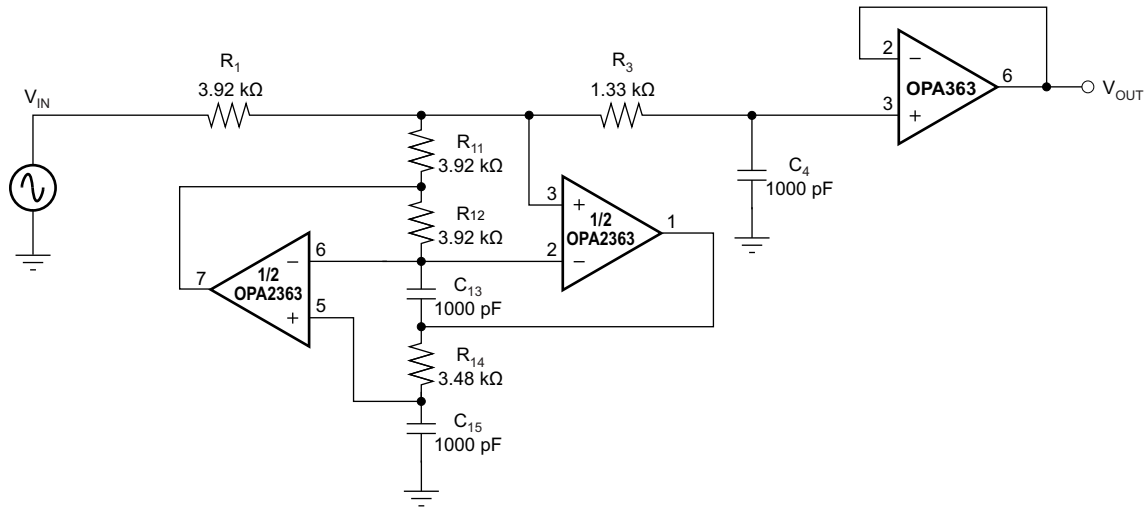 R1
3.92 kΩ
VIN
R3
1.33 kΩ
2
−
OPA363
3
+
6
VOUT
R11
3.92 kΩ
C4
1000 pF
R12
3.92 kΩ
3
+
1/2
OPA2363
2
−
1
6
−
7
1/2
OPA2363
5
+
C13
1000 pF
R14
3.48 kΩ
C15
1000 pF